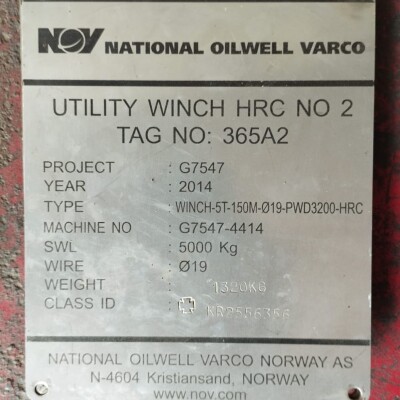 NOV NATIONAL OILWELL VARCO
UTILITY WINCH HRC NO 2
TAG NO: 365A2
PROJECT : G7547
YEAR : 2014
TYPE : WINCH-5T-150M-Ø19-PWD3200-HRC
MACHINE NO : G7547-4414
SWL : 5000 Kg
WIRE : Ø19
WEIGHT : 1320KG
CLASS ID :
NATIONAL OILWELL VARCO NORWAY AS
N-4604 Kristiansand, NORWAY
www.nov.com